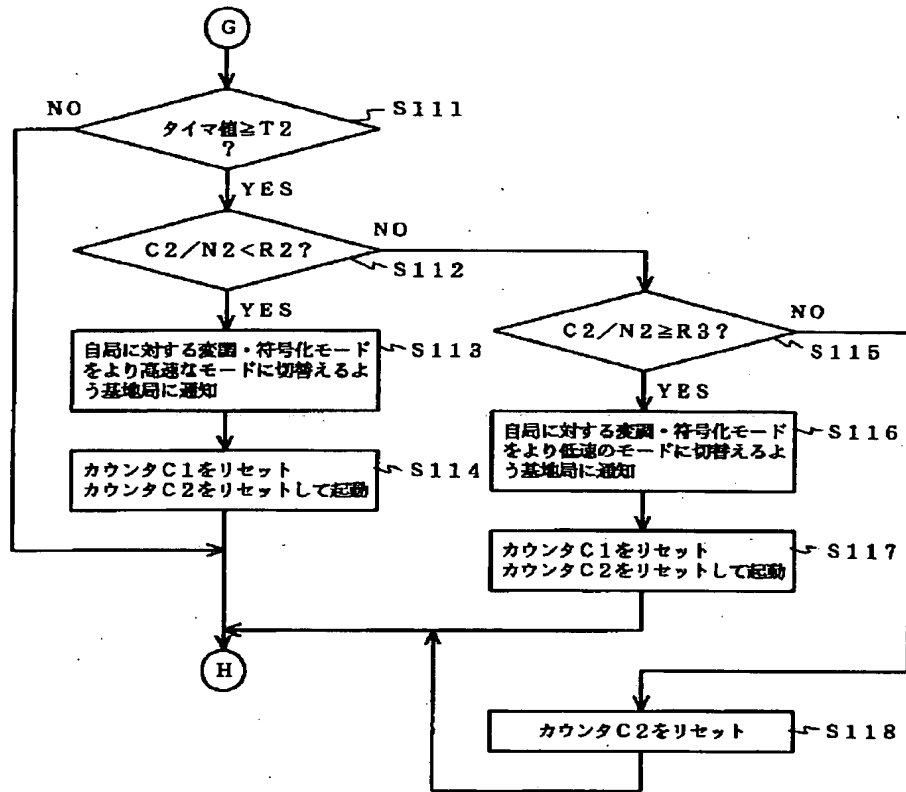 G
NO
S111
タイマ値≧T2
?
YES
NO
C2/N2<R2?
S112
YES
NO
C2/N2≧R3?
S115
自局に対する変調・符号化モード
をより高速なモードに切替えるよ
う基地局に通知
S113
YES
自局に対する変調・符号化モード
をより低速のモードに切替えるよ
う基地局に通知
S116
カウンタC1をリセット
カウンタC2をリセットして起動
S114
カウンタC1をリセット
カウンタC2をリセットして起動
S117
H
カウンタC2をリセット
S118